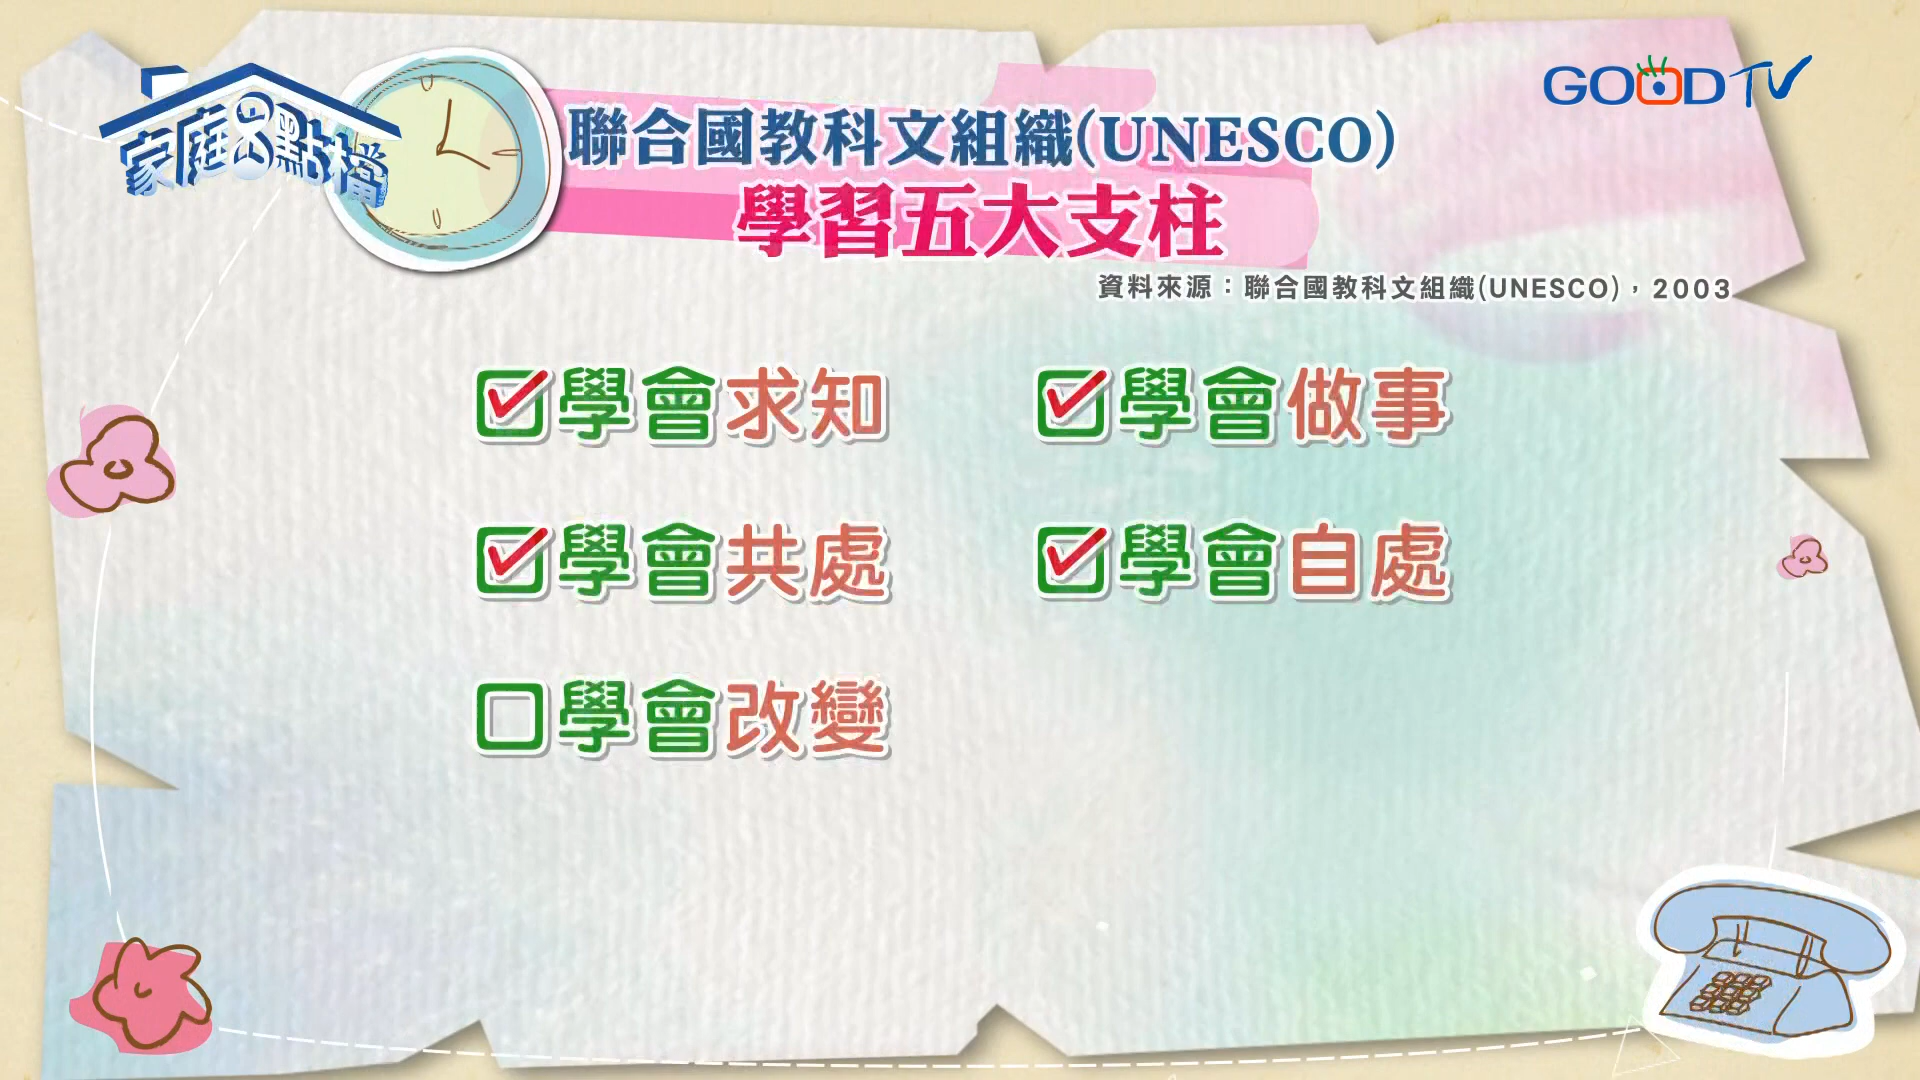 家庭8點檔
GOODTV
聯合國教科文組織(UNESCO)
學習五大支柱
資料來源：聯合國教科文組織(UNESCO)，2003
學會求知
學會做事
學會共處
學會自處
學會改變